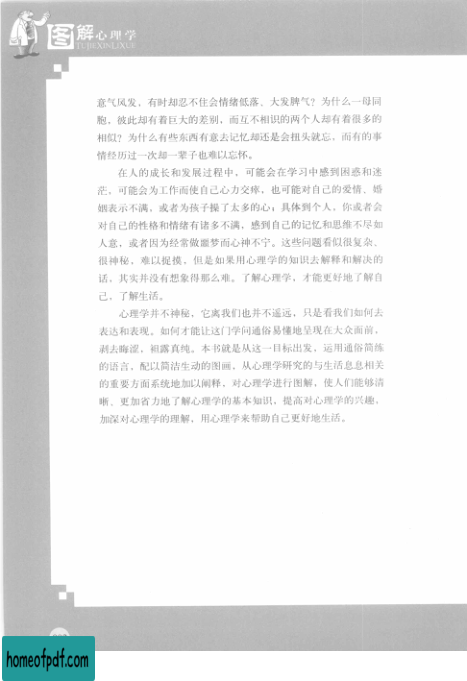 图解心理学
TUJIEXINLIXUE
意气风发，有时却忍不住会情绪低落、大发脾气？为什么一母同
胞，彼此却有着巨大的差别，而互不相识的两个人却有着很多的
相似？为什么有些东西有意去记忆却还是会扭头就忘，而有的事
情经历过一次却一辈子也难以忘怀。
在人的成长和发展过程中，可能会在学习中感到困惑和迷
茫，可能会为工作而使自己心力交瘁，也可能对自己的爱情、婚
姻表示不满，或者为孩子操了太多的心；具体到个人，你或者会
对自己的性格和情绪有诸多不满，感到自己的记忆和思维不尽如
人意，或者因为经常做噩梦而心神不宁。这些问题看似很复杂、
很神秘，难以捉摸，但是如果用心理学的知识去解释和解决的
话，其实并没有想象得那么难。了解心理学，才能更好地了解自
己，了解生活。
心理学并不神秘，它离我们也并不遥远，只是看我们如何去
表达和表现。如何才能让这门学问通俗易懂地呈现在大众面前，
剥去晦涩，袒露真纯。本书就是从这一目标出发，运用通俗简练
的语言，配以简洁生动的图画，从心理学研究的与生活息息相关
的重要方面系统地加以阐释，对心理学进行图解，使人们能够清
晰、更加省力地了解心理学的基本知识，提高对心理学的兴趣，
加深对心理学的理解，用心理学来帮助自己更好地生活。
homeofpdf.com